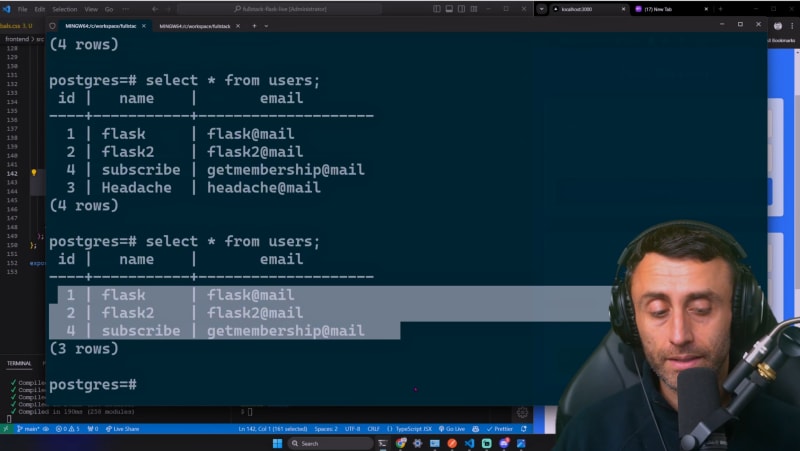 File Edit Selection View Go
fullstack-flask-live [Administrator]
localhost:3000
(17) New Tab
MINGW64:/c/workspace/fullstac
MINGW64:/c/workspace/fullstack
frontend > src
Bookmarks
128
129
130
131
132
133
134
135
136
137
138
139
140
141
142
143
144
145
146
147
148
149 );
150 };
151
152 expo
153
(4 rows)
postgres=# select * from users;
id | name | email
----+-----------+--------------------
1 | flask | flask@mail
2 | flask2 | flask2@mail
4 | subscribe | getmembership@mail
3 | Headache | headache@mail
(4 rows)
postgres=# select * from users;
id | name | email
----+-----------+--------------------
1 | flask | flask@mail
2 | flask2 | flask2@mail
4 | subscribe | getmembership@mail
(3 rows)
postgres=#
TERMINAL
✓ Compiled
✓ Compiled
✓ Compiled
✓ Compiled in 190ms (238 modules)
main* 0 5 0 Live Share
Ln 142, Col 1 (161 selected) Spaces: 2 UTF-8 CRLF {} TypeScript JSX Go Live Prettier
Search